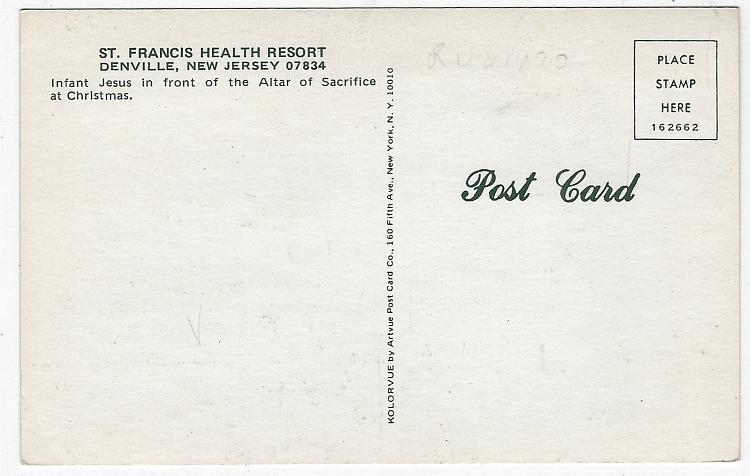 ST. FRANCIS HEALTH RESORT
DENVILLE, NEW JERSEY 07834
Infant Jesus in front of the Altar of Sacrifice
at Christmas.
KOLORVUE by Artvue Post Card Co., 160 Fifth Ave., New York, N. Y. 10010
PLACE
STAMP
HERE
162662
Post Card